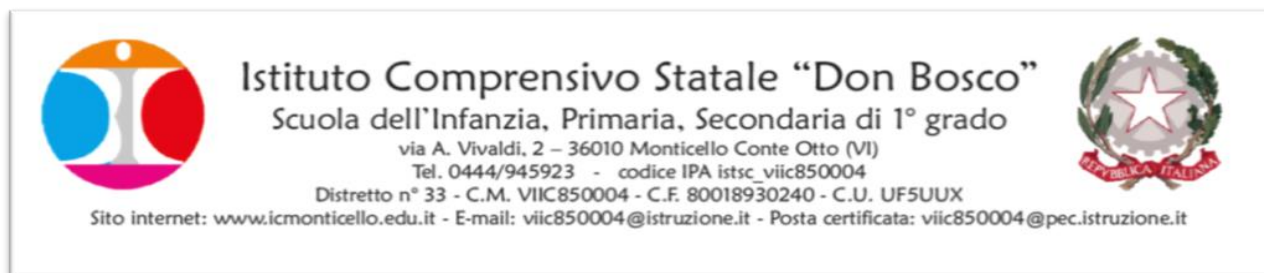 Istituto Comprensivo Statale “Don Bosco”
Scuola dell'Infanzia, Primaria, Secondaria di 1° grado
via A. Vivaldi, 2 – 36010 Monticello Conte Otto (VI)
Tel. 0444/945923 - codice IPA istsc_viic850004
Distretto n° 33 - C.M. VIIC850004 - C.F. 80018930240 - C.U. UF5UUX
Sito internet: www.icmonticello.edu.it - E-mail: viic850004@istruzione.it - Posta certificata: viic850004@pec.istruzione.it
REPVBBLICA ITALIANA